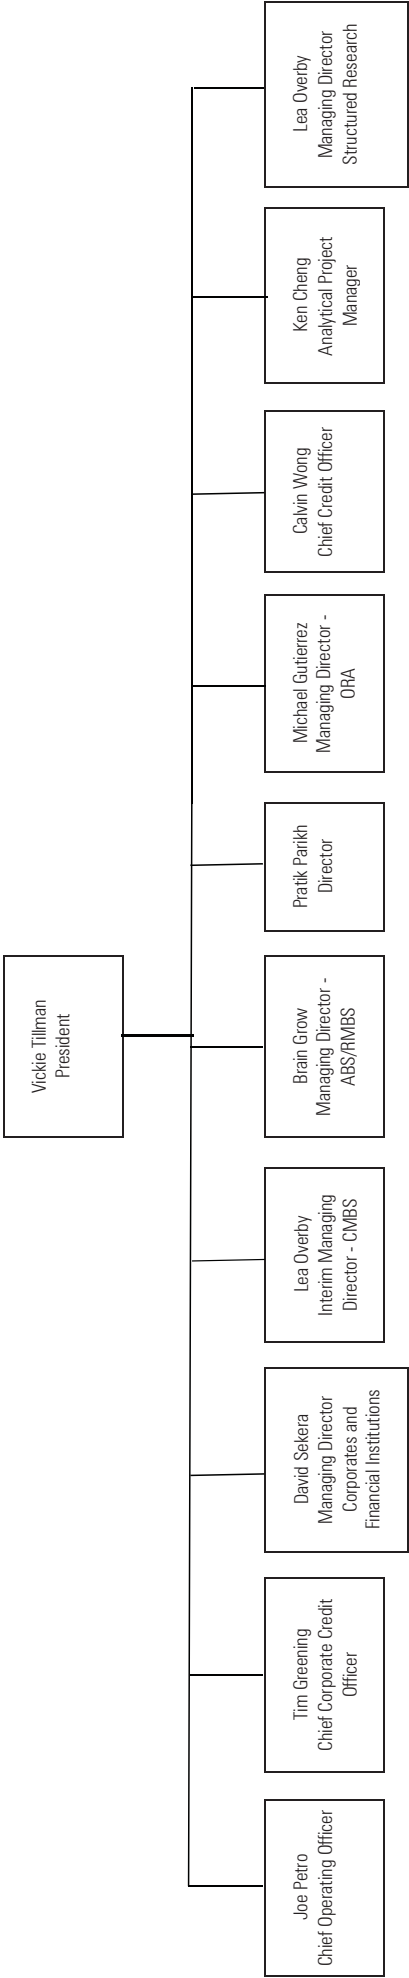 Vickie Tillman
President
Joe Petro
Chief Operating Officer
Tim Greening
Chief Corporate Credit
Officer
David Sekera
Managing Director
Corporates and
Financial Institutions
Lea Overby
Interim Managing
Director - CMBS
Brain Grow
Managing Director -
ABS/RMBS
Pratik Parikh
Director
Michael Gutierrez
Managing Director -
ORA
Calvin Wong
Chief Credit Officer
Ken Cheng
Analytical Project
Manager
Lea Overby
Managing Director
Structured Research